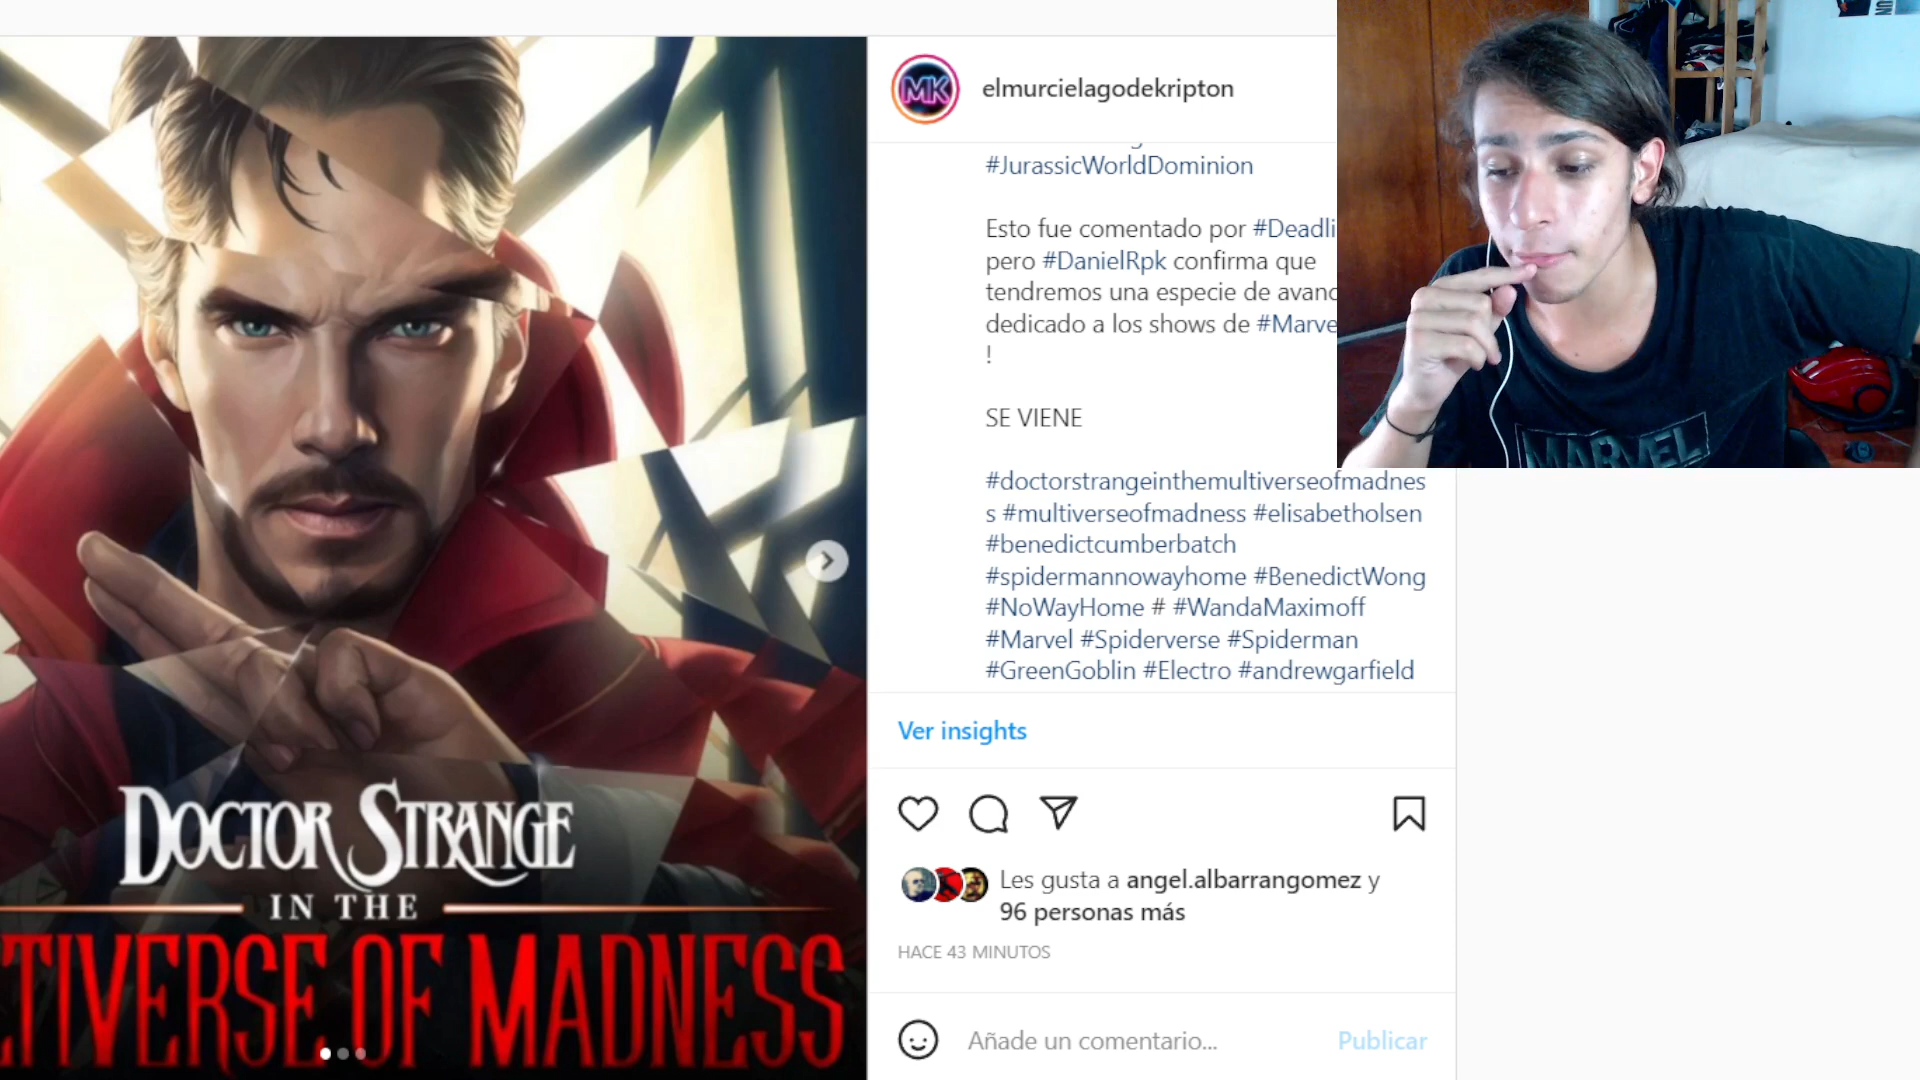 DOCTOR STRANGE
IN THE
TIVERSE OF MADNESS
MK
elmurcielagodekripton
#JurassicWorldDominion
Esto fue comentado por #Deadli
pero #DanielRpk confirma que
tendremos una especie de avanc
dedicado a los shows de #Marve
!
SE VIENE
#doctorstrangeinthemultiverseofmadnes
s #multiverseofmadness #elisabetholsen
#benedictcumberbatch
#spidermannowayhome #BenedictWong
#NoWayHome # #WandaMaximoff
#Marvel #Spiderverse #Spiderman
#GreenGoblin #Electro #andrewgarfield
Ver insights
Les gusta a angel.albarrangomez y
96 personas más
HACE 43 MINUTOS
Añade un comentario...
Publicar
MARVEL